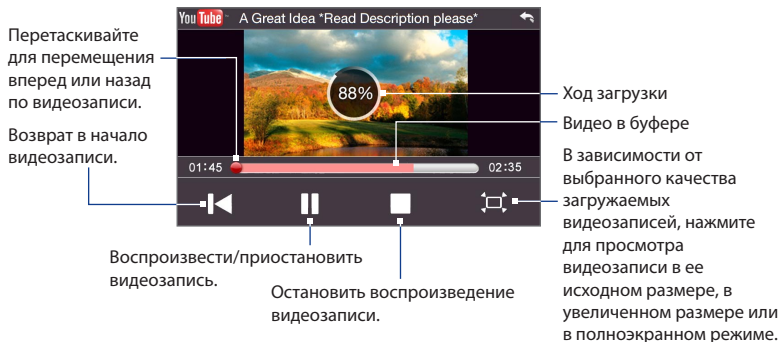 You Tube A Great Idea *Read Description please*
Перетаскивайте
для перемещения
вперед или назад
по видеозаписи.
Возврат в начало
видеозаписи.
88%
01:45
02:35
Ход загрузки
Видео в буфере
В зависимости от
выбранного качества
загружаемых
видеозаписей, нажмите
для просмотра
видеозаписи в ее
исходном размере, в
увеличенном размере или
в полноэкранном режиме.
Воспроизвести/приостановить
видеозапись.
Остановить воспроизведение
видеозаписи.